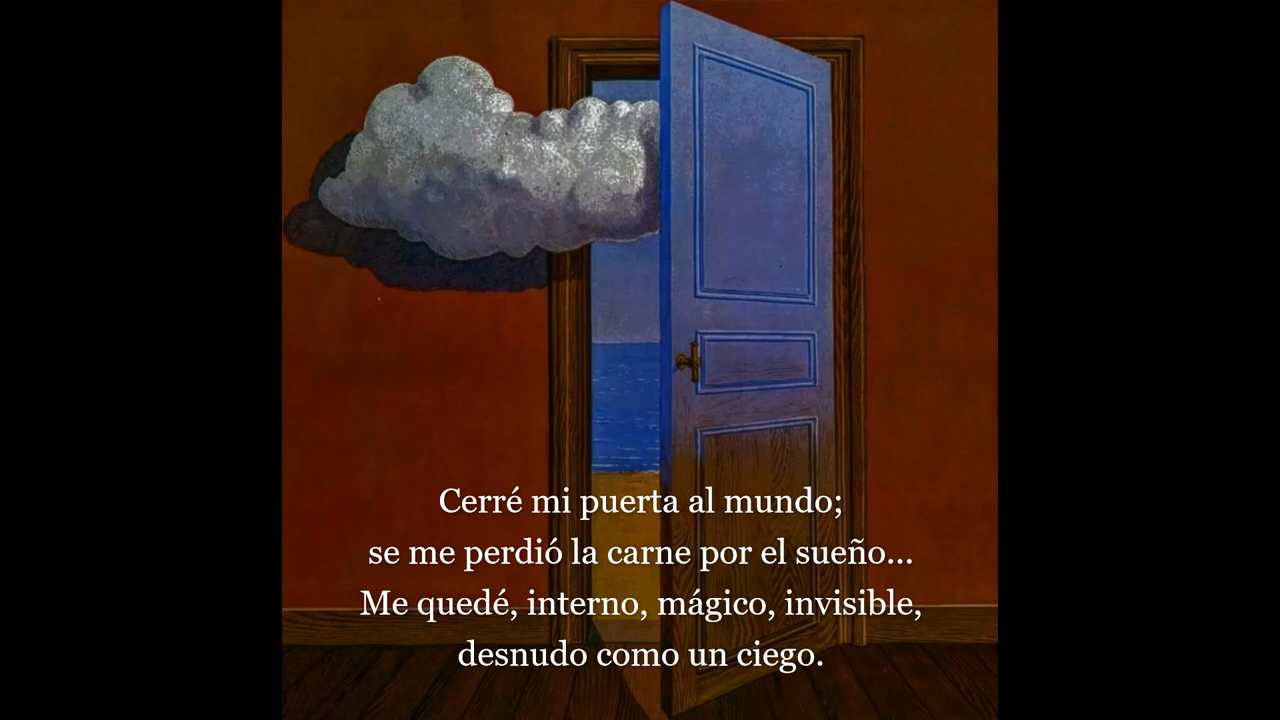 Cerré mi puerta al mundo;
se me perdió la carne por el sueño...
Me quedé, interno, mágico, invisible,
desnudo como un ciego.